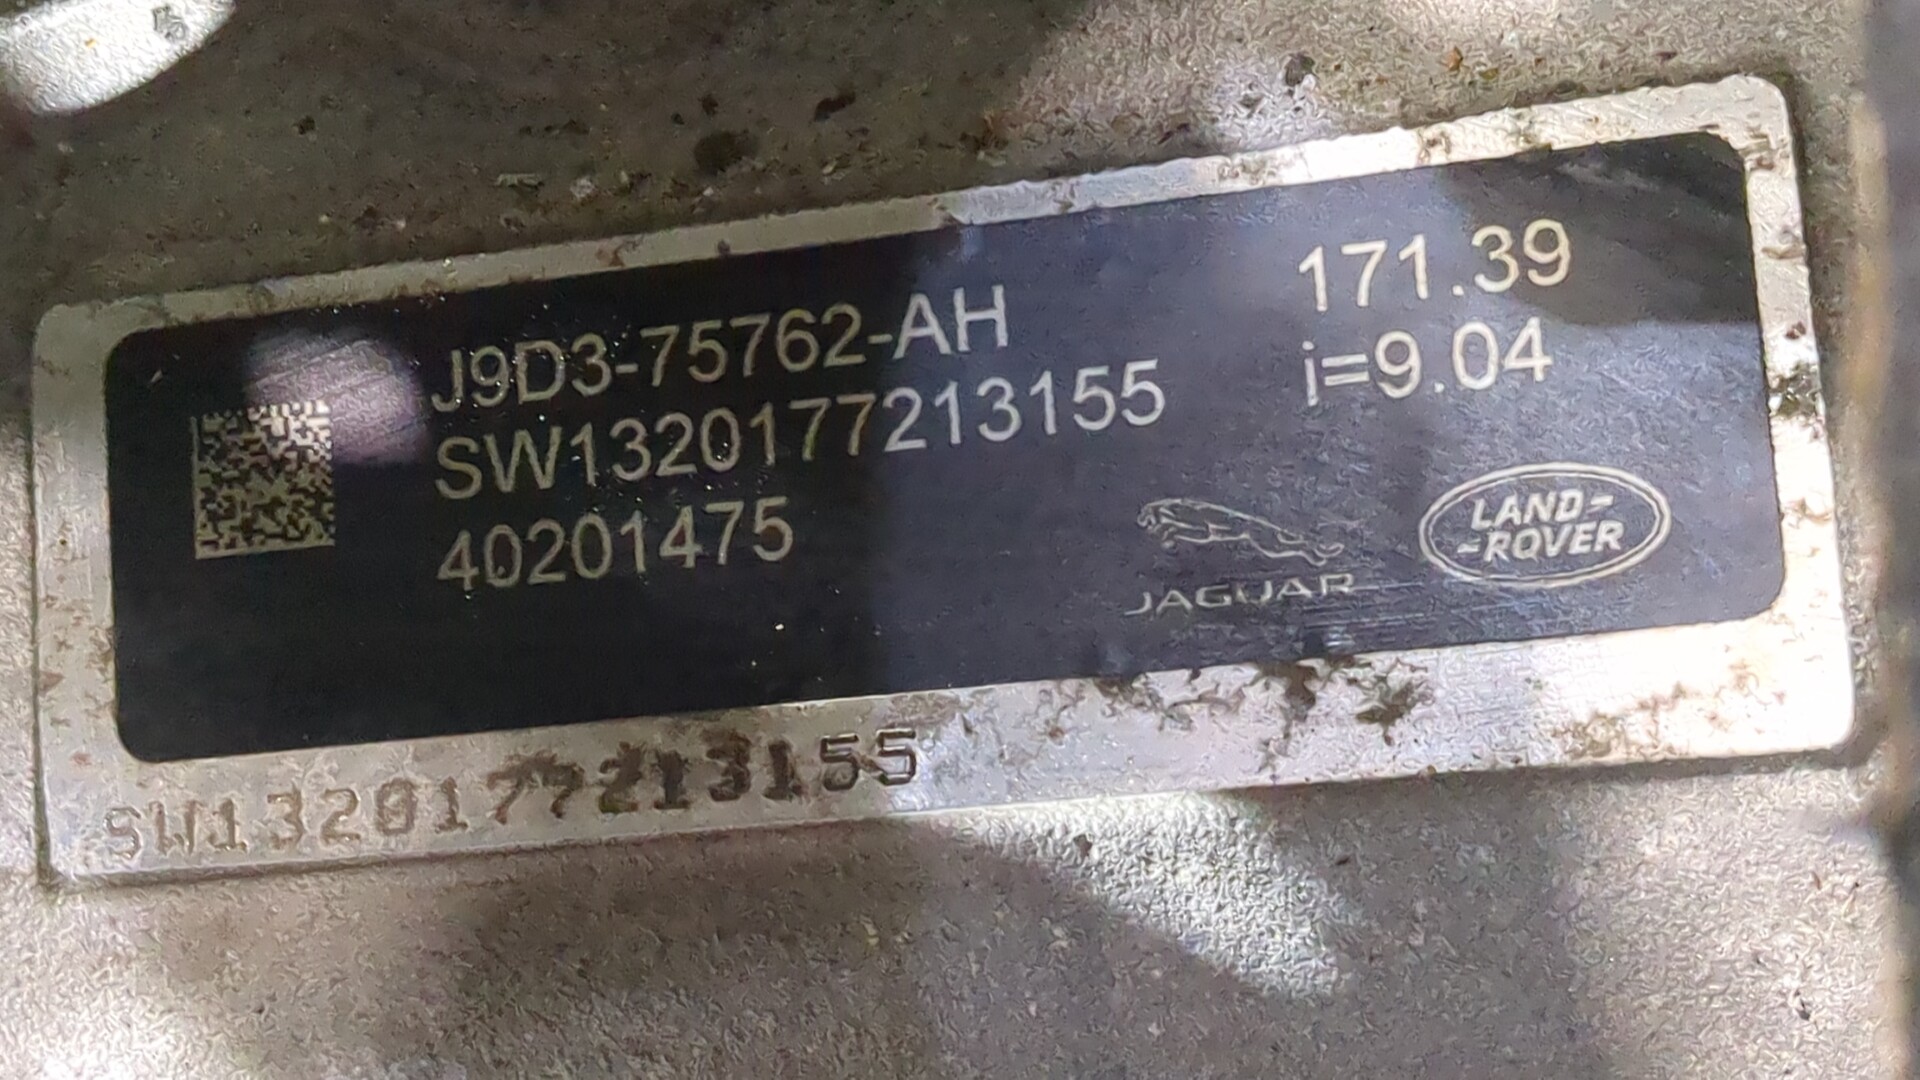 J9D3-75762-AH
SW1320177213155
40201475
171.39
i=9.04
JAGUAR
LAND-
-ROVER
SW1320177213155